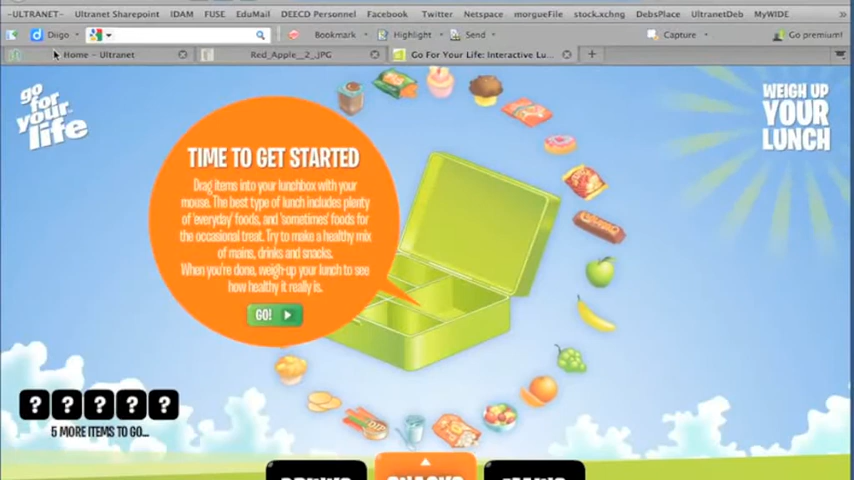 -ULTRANET- Ultranet Sharepoint IDAM FUSE EduMail DEECD Personnel Facebook Twitter Netspace morgueFile stock.xchng DebsPlace UltranetDeb MyWIDE
Diigo Bookmark Highlight Send Capture Go premium!
Home - Ultranet Red_Apple__2_.JPG Go For Your Life: Interactive Lu...
go for your life
WEIGH UP
YOUR
LUNCH
TIME TO GET STARTED
Drag items into your lunchbox with your
mouse. The best type of lunch includes plenty
of 'everyday' foods, and 'sometimes' foods for
the occasional treat. Try to make a healthy mix
of mains, drinks and snacks.
When you're done, weigh-up your lunch to see
how healthy it really is.
GO!
DIP
? ? ? ? ?
5 MORE ITEMS TO GO...
DRINKS SNACKS MAINS